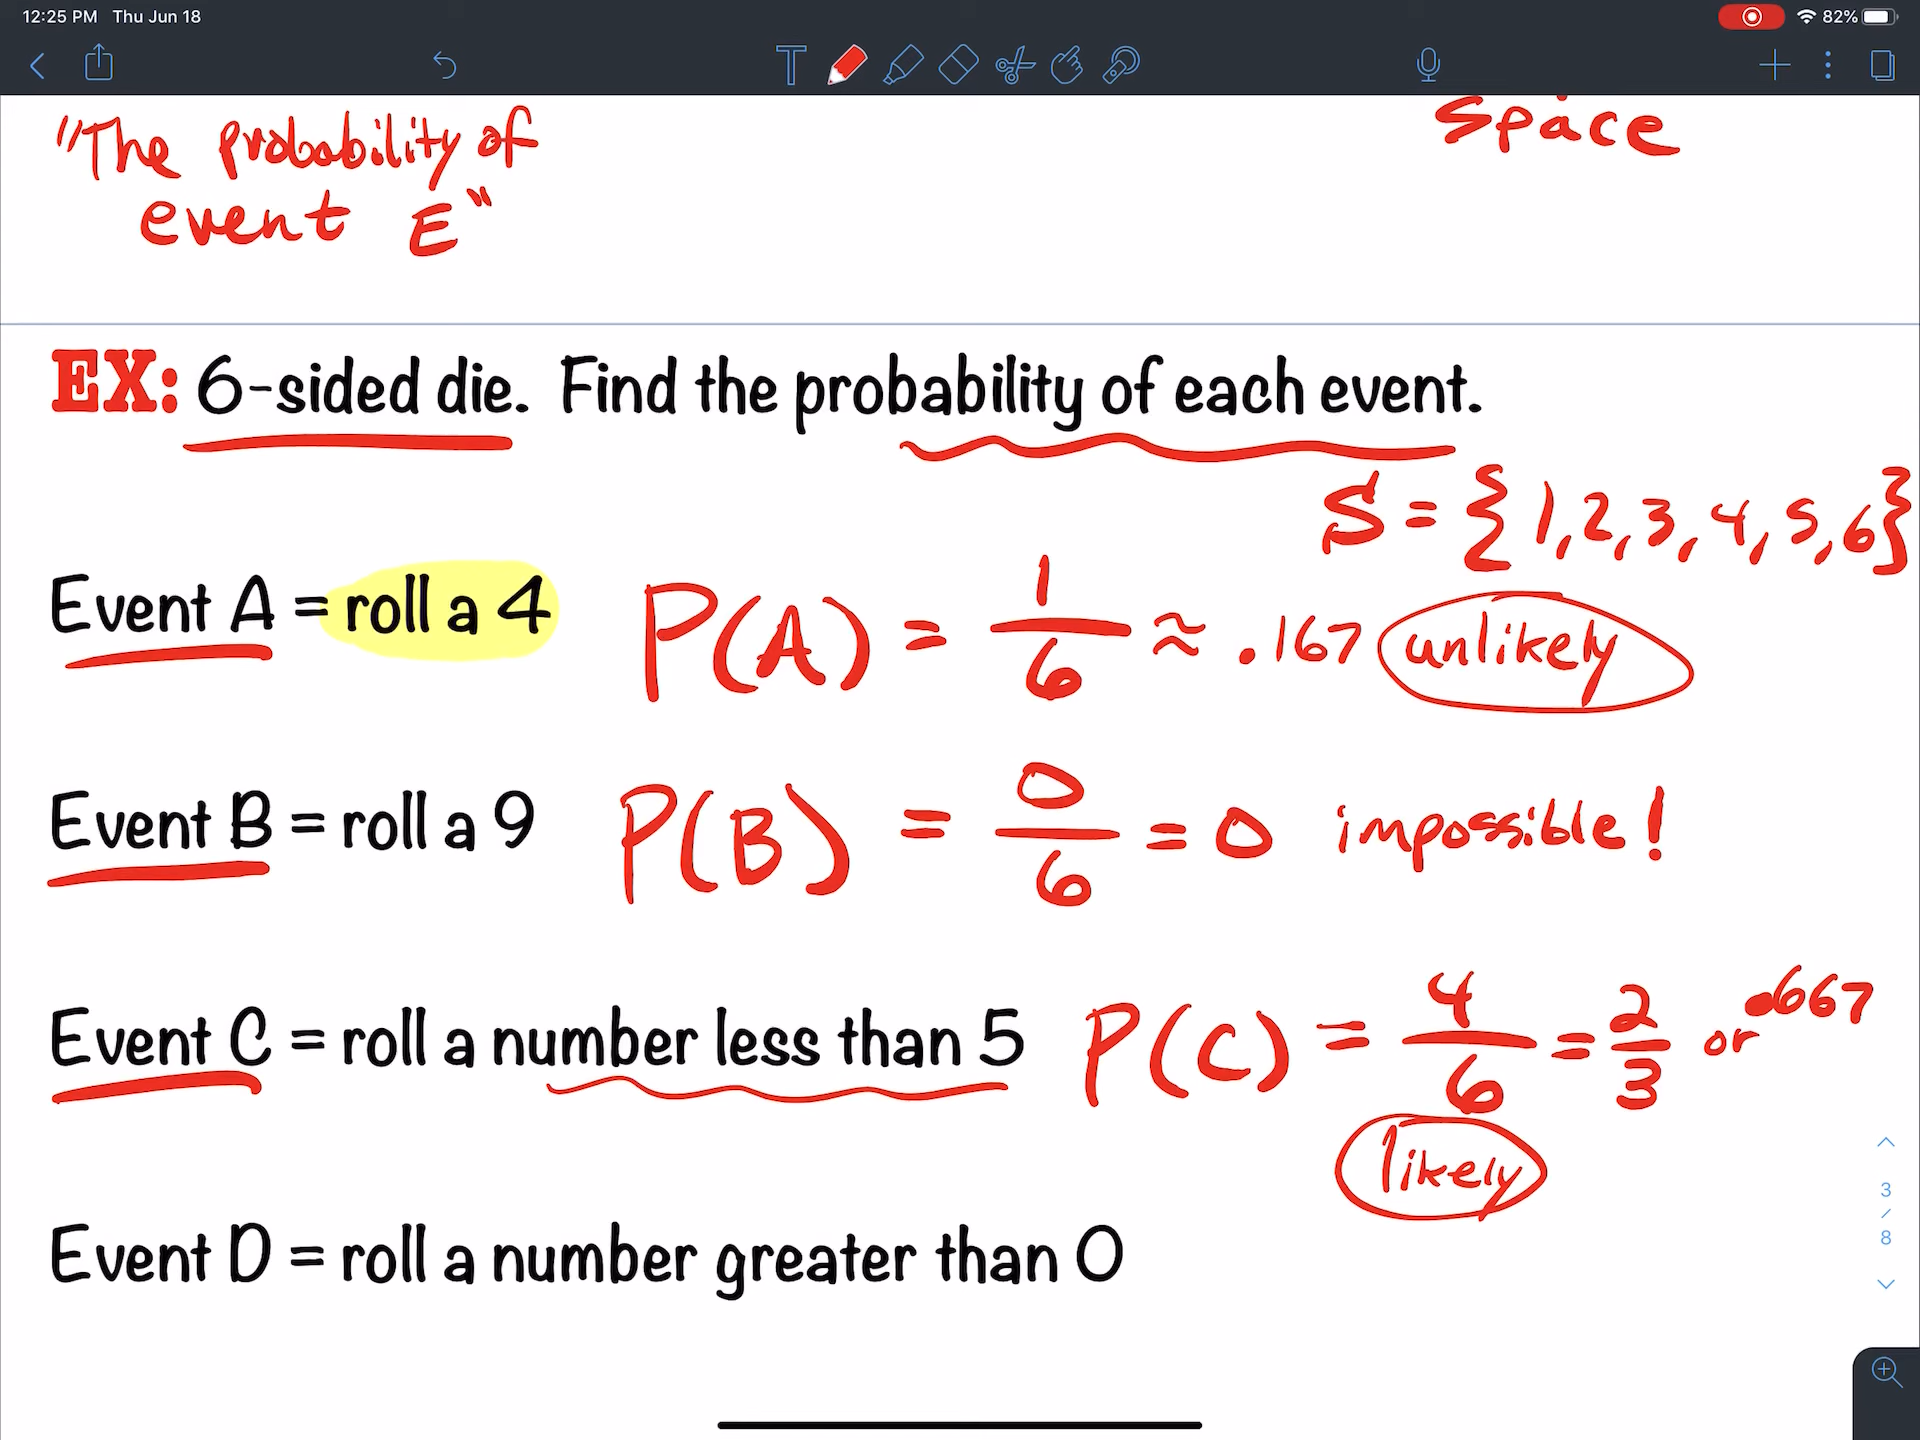 12:25 PM Thu Jun 18 82%
"The probability of
event E"
Space
EX: 6-sided die. Find the probability of each event.
S = {1,2,3,4,5,6}
Event A = roll a 4 P(A) = 1/6 ≈ .167 unlikely
Event B = roll a 9 P(B) = 0/6 = 0 impossible!
Event C = roll a number less than 5 P(C) = 4/6 = 2/3 or .667
likely
Event D = roll a number greater than 0
3
/
8